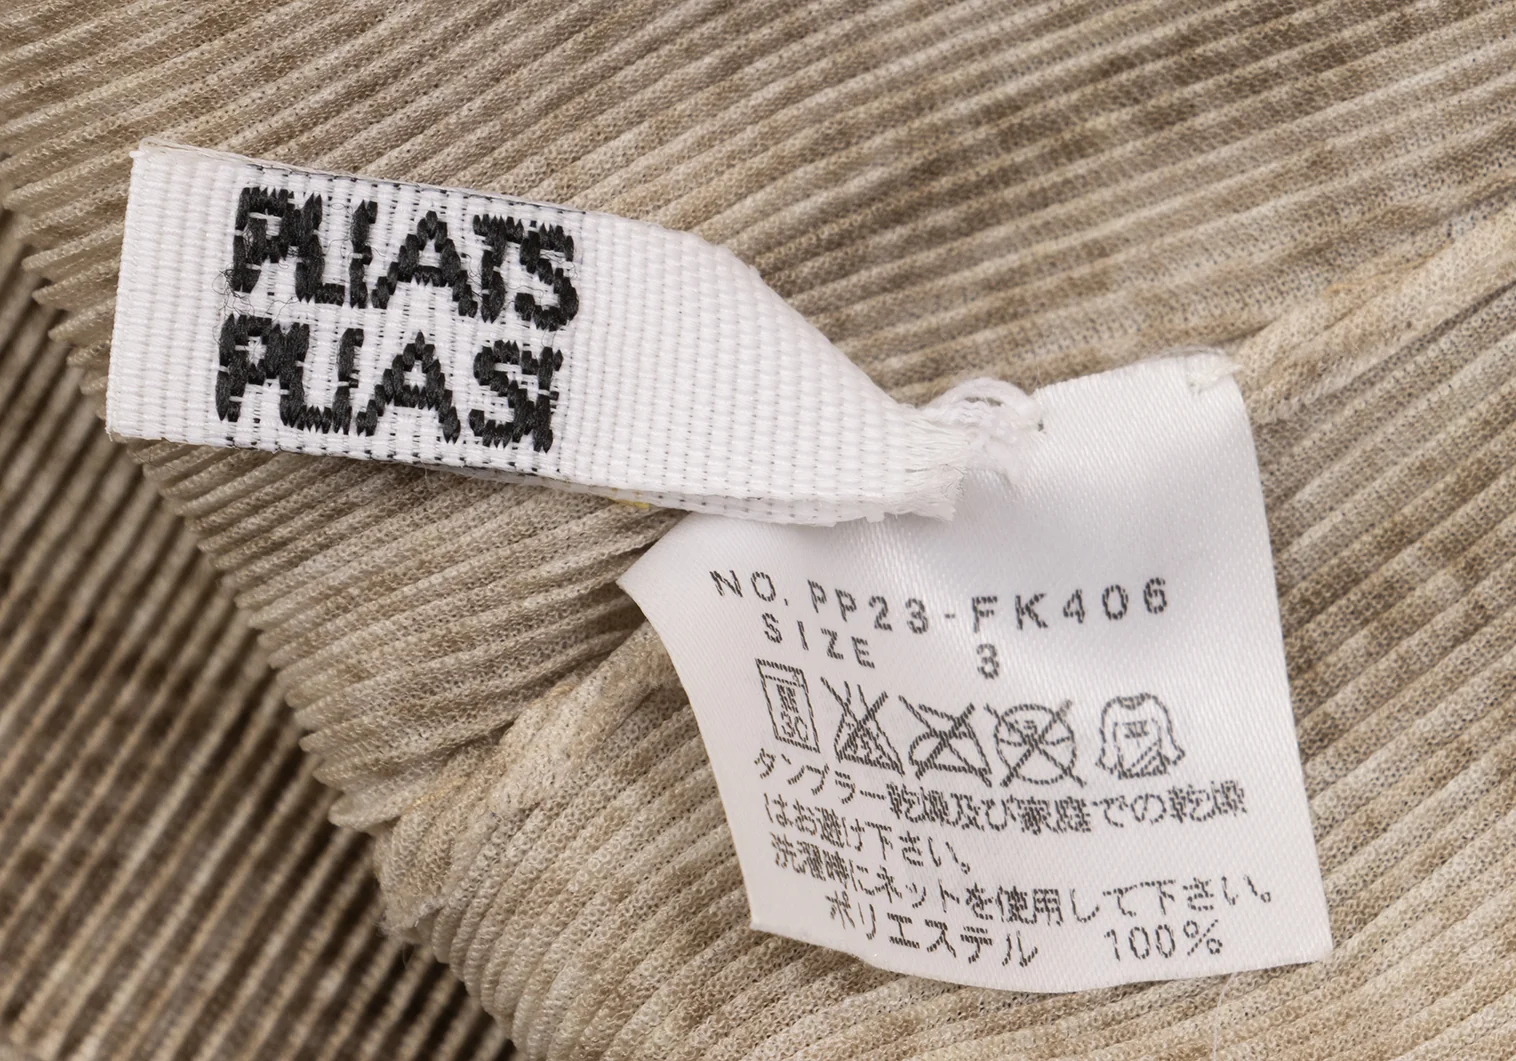 PLIATS
PLIASI
NO. PP23-FK406
SIZE 3
タンブラー乾燥及び家庭での乾燥
はお避け下さい。
洗濯時にネットを使用して下さい。
ポリエステル 100%